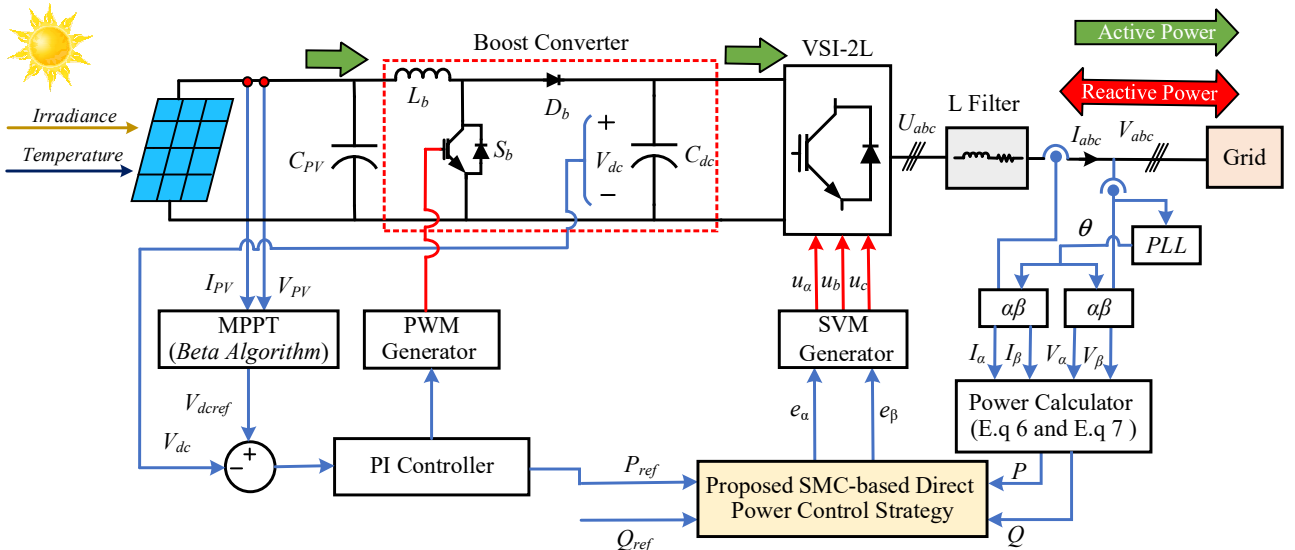 Boost Converter
VSI-2L
Active Power
Reactive Power
L Filter
Irradiance
Temperature
C_PV
L_b
S_b
D_b
+
V_dc
−
C_dc
U_abc
I_abc
V_abc
Grid
θ
PLL
I_PV
V_PV
u_α
u_b
u_c
αβ
αβ
MPPT
(Beta Algorithm)
PWM
Generator
SVM
Generator
I_α
I_β
V_α
V_β
V_dcref
V_dc
+
−
e_α
e_β
Power Calculator
(E.q 6 and E.q 7 )
PI Controller
P_ref
Q_ref
Proposed SMC-based Direct
Power Control Strategy
P
Q